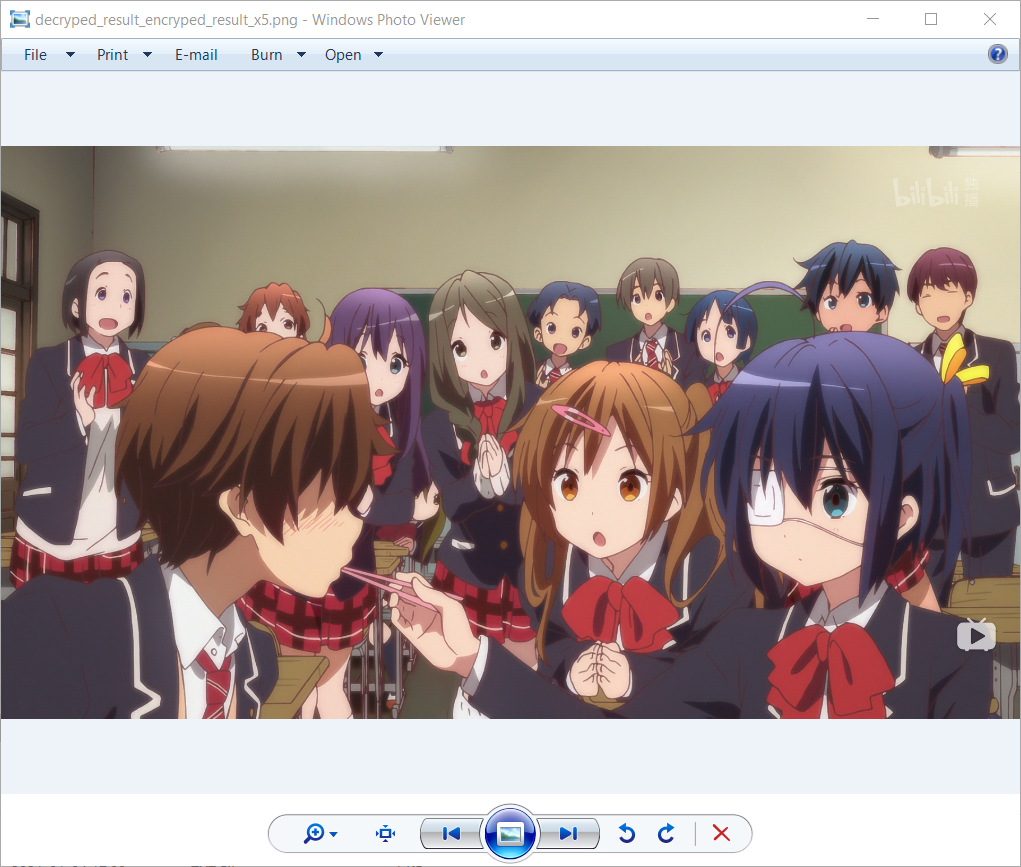 decryped_result_encryped_result_x5.png - Windows Photo Viewer
File Print E-mail Burn Open
bilibili